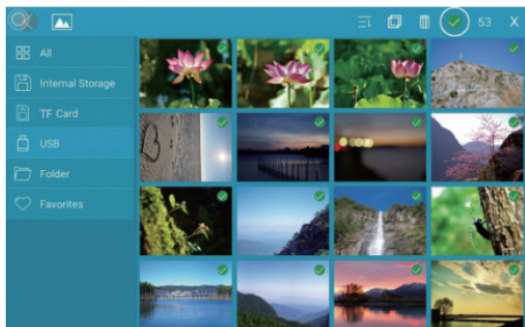 53 X
All
Internal Storage
TF Card
USB
Folder
Favorites